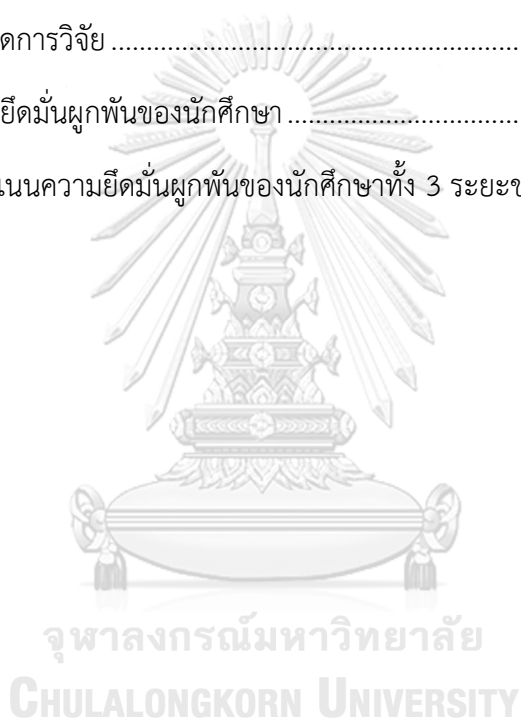 ดการวิจัย ........................................................
ยึดมั่นผูกพันของนักศึกษา .................................
นนความยึดมั่นผูกพันของนักศึกษาทั้ง 3 ระยะข
จุฬาลงกรณ์มหาวิทยาลัย
CHULALONGKORN UNIVERSITY